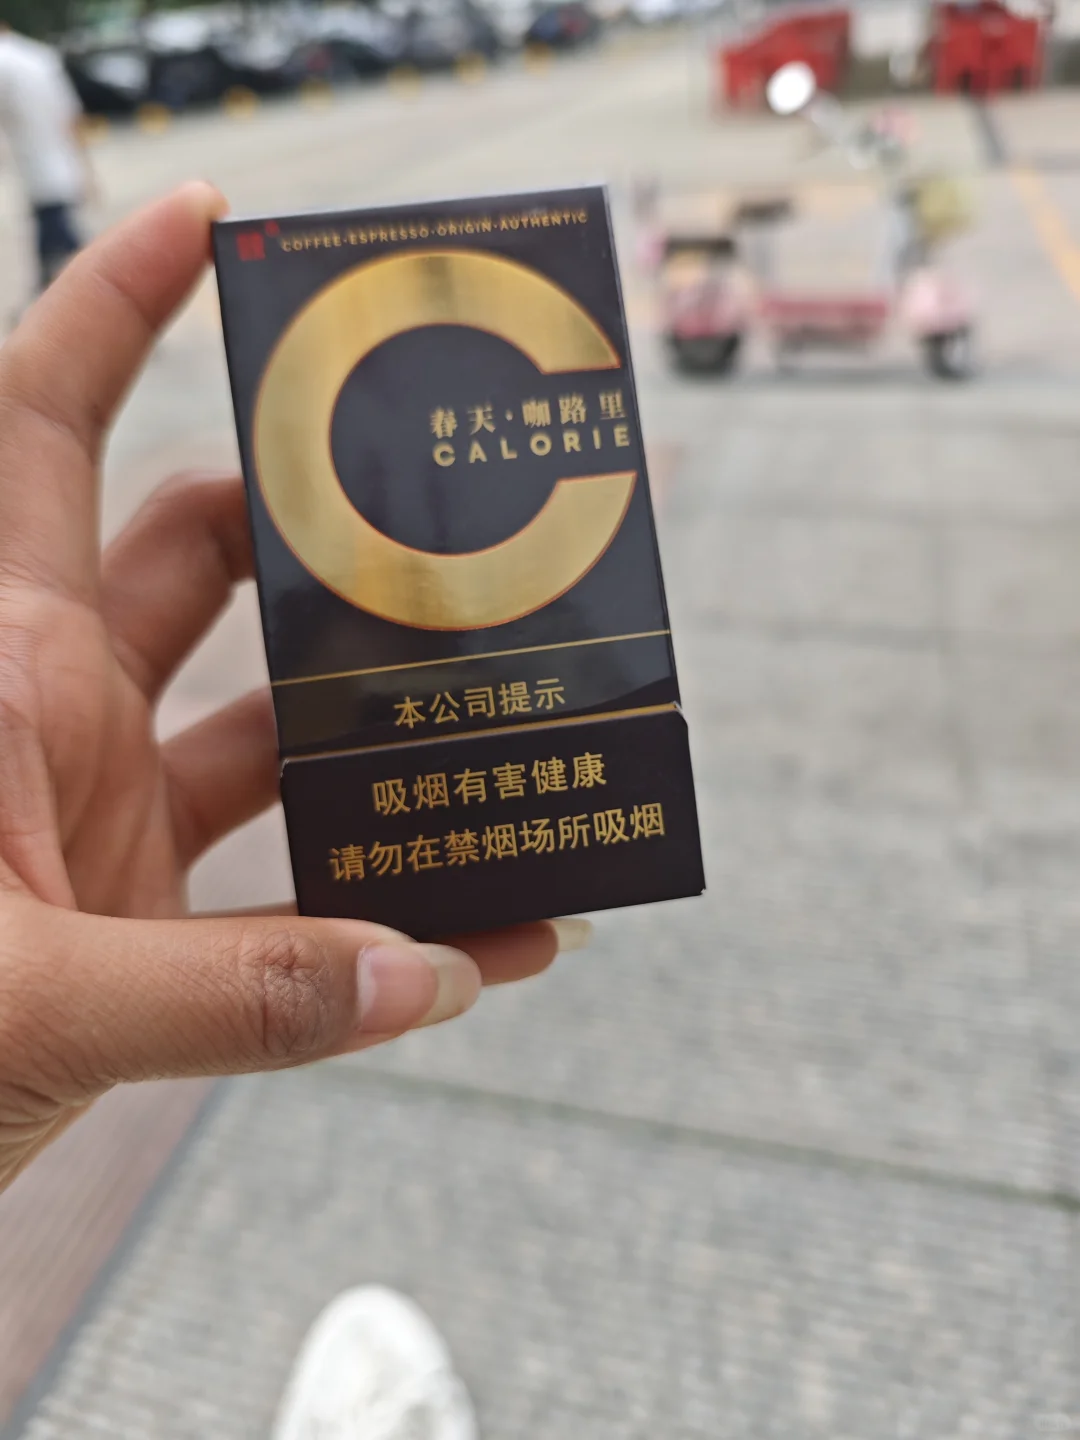 COFFEE·ESPRESSO·ORIGIN·AUTHENTIC
春天·咖路里
CALORIE
本公司提示
吸烟有害健康
请勿在禁烟场所吸烟